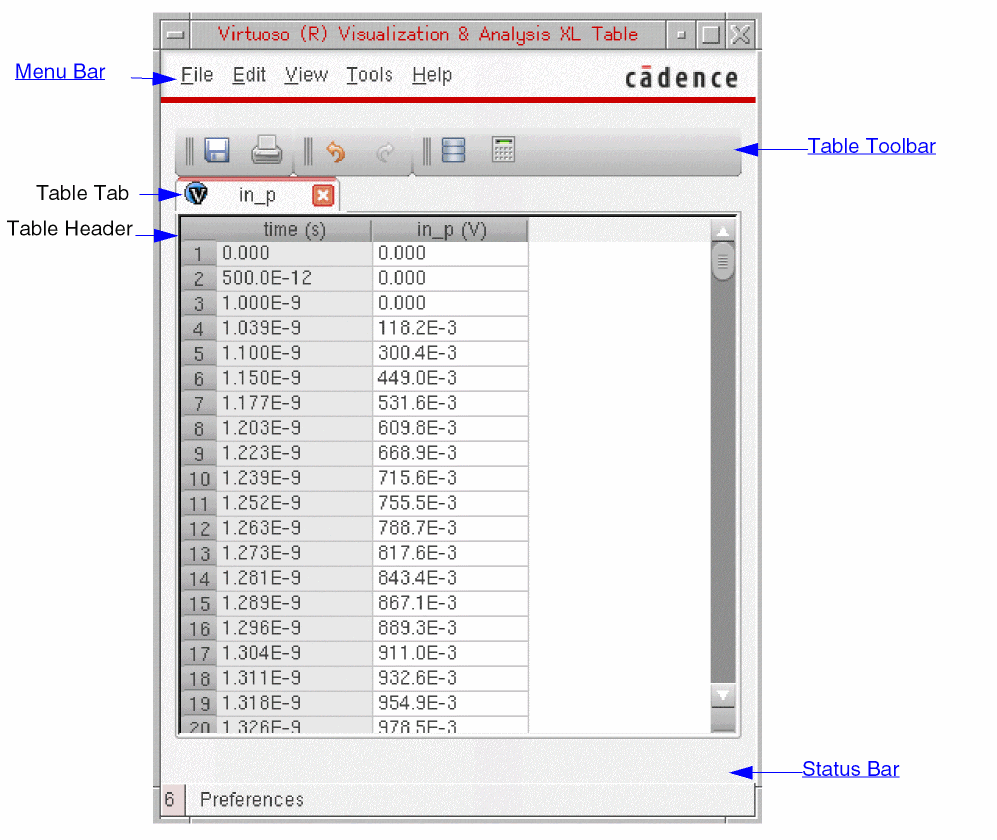 Virtuoso (R) Visualization & Analysis XL Table
Menu Bar
File Edit View Tools Help
cādence
Table Toolbar
Table Tab
in_p
Table Header
time (s) in_p (V)
1 0.000 0.000
2 500.0E-12 0.000
3 1.000E-9 0.000
4 1.039E-9 118.2E-3
5 1.100E-9 300.4E-3
6 1.150E-9 449.0E-3
7 1.177E-9 531.6E-3
8 1.203E-9 609.8E-3
9 1.223E-9 668.9E-3
10 1.239E-9 715.6E-3
11 1.252E-9 755.5E-3
12 1.263E-9 788.7E-3
13 1.273E-9 817.6E-3
14 1.281E-9 843.4E-3
15 1.289E-9 867.1E-3
16 1.296E-9 889.3E-3
17 1.304E-9 911.0E-3
18 1.311E-9 932.6E-3
19 1.318E-9 954.9E-3
20 1.326E-9 978.5E-3
Status Bar
6 Preferences